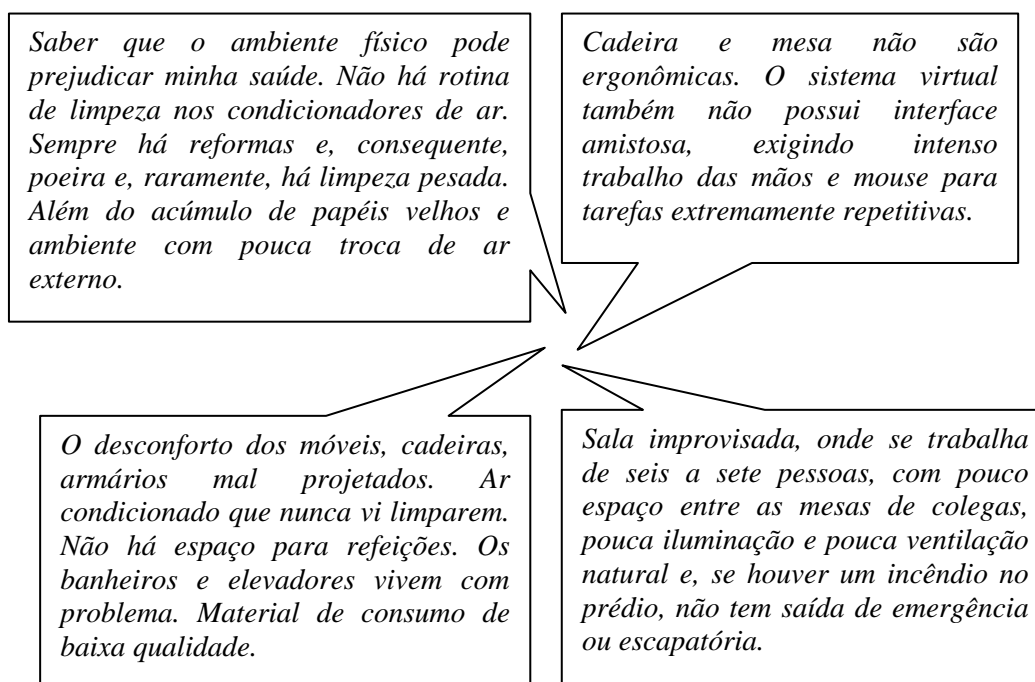 Saber que o ambiente físico pode
prejudicar minha saúde. Não há rotina
de limpeza nos condicionadores de ar.
Sempre há reformas e, consequente,
poeira e, raramente, há limpeza pesada.
Além do acúmulo de papéis velhos e
ambiente com pouca troca de ar
externo.
Cadeira e mesa não são
ergonômicas. O sistema virtual
também não possui interface
amistosa, exigindo intenso
trabalho das mãos e mouse para
tarefas extremamente repetitivas.
O desconforto dos móveis, cadeiras,
armários mal projetados. Ar
condicionado que nunca vi limparem.
Não há espaço para refeições. Os
banheiros e elevadores vivem com
problema. Material de consumo de
baixa qualidade.
Sala improvisada, onde se trabalha
de seis a sete pessoas, com pouco
espaço entre as mesas de colegas,
pouca iluminação e pouca ventilação
natural e, se houver um incêndio no
prédio, não tem saída de emergência
ou escapatória.